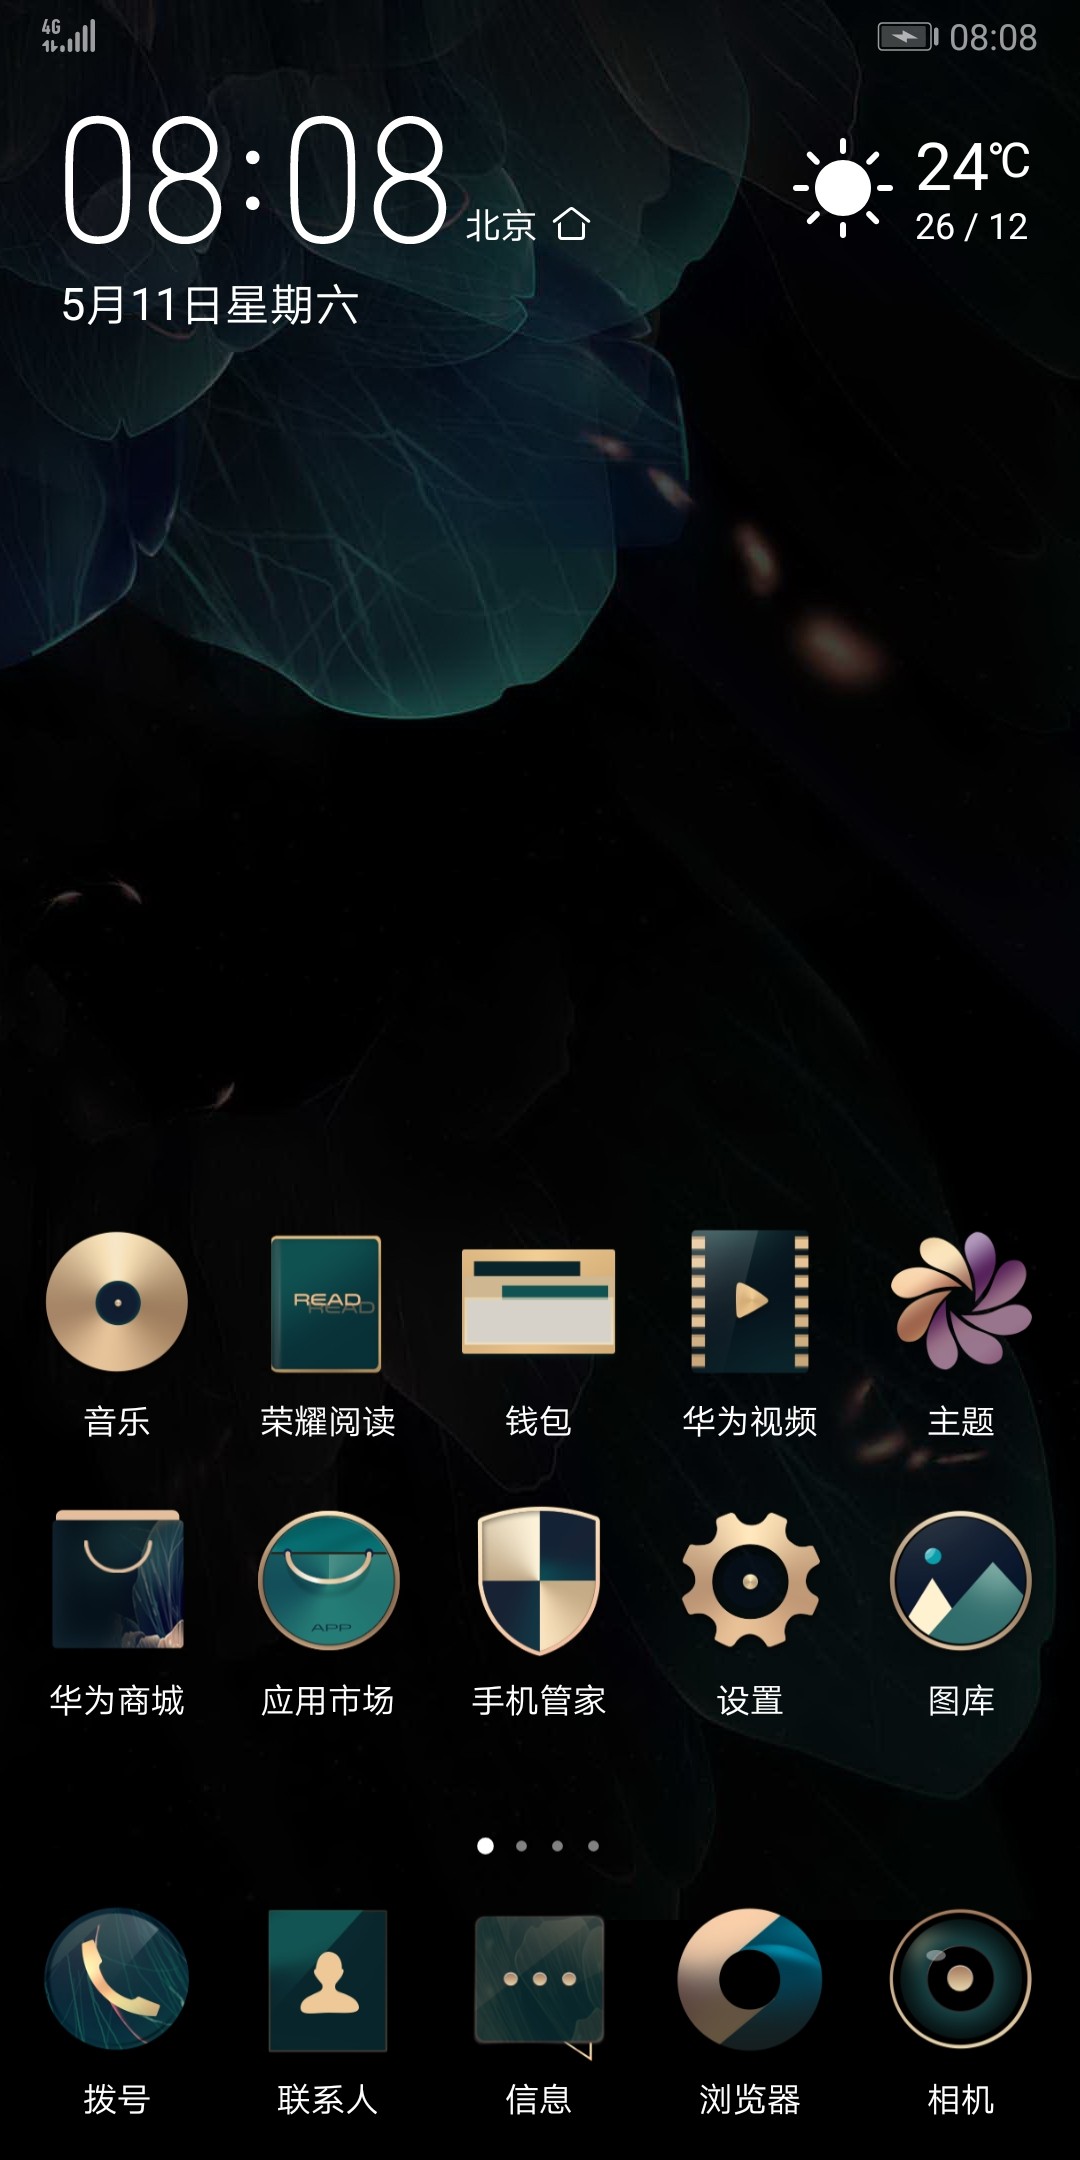 4G
08:08
08:08
北京
24℃
26 / 12
5月11日星期六
READ
READ
音乐
荣耀阅读
钱包
华为视频
主题
APP
华为商城
应用市场
手机管家
设置
图库
拨号
联系人
信息
浏览器
相机